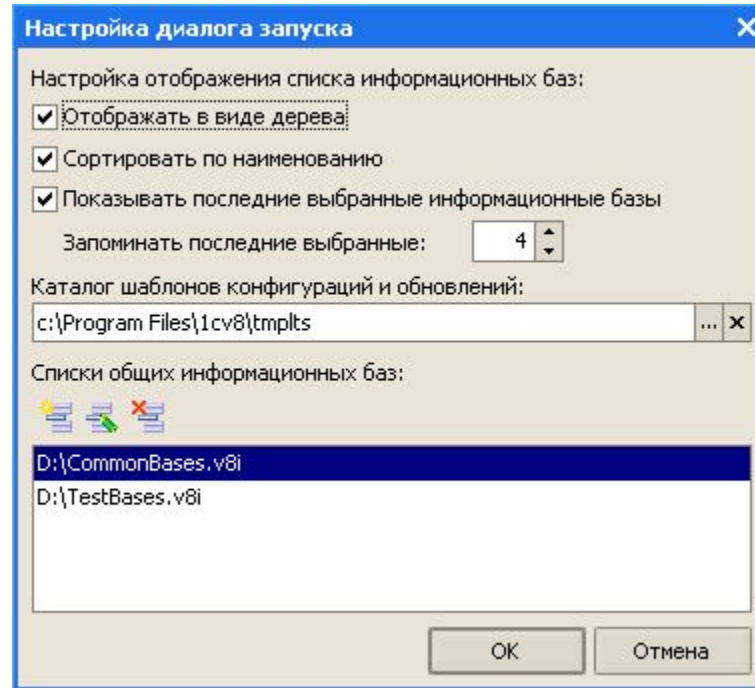 Настройка диалога запуска
Настройка отображения списка информационных баз:
Отображать в виде дерева
Сортировать по наименованию
Показывать последние выбранные информационные базы
Запоминать последние выбранные: 4
Каталог шаблонов конфигураций и обновлений:
c:\Program Files\1cv8\tmplts ...
Списки общих информационных баз:
D:\CommonBases.v8i
D:\TestBases.v8i
OK Отмена